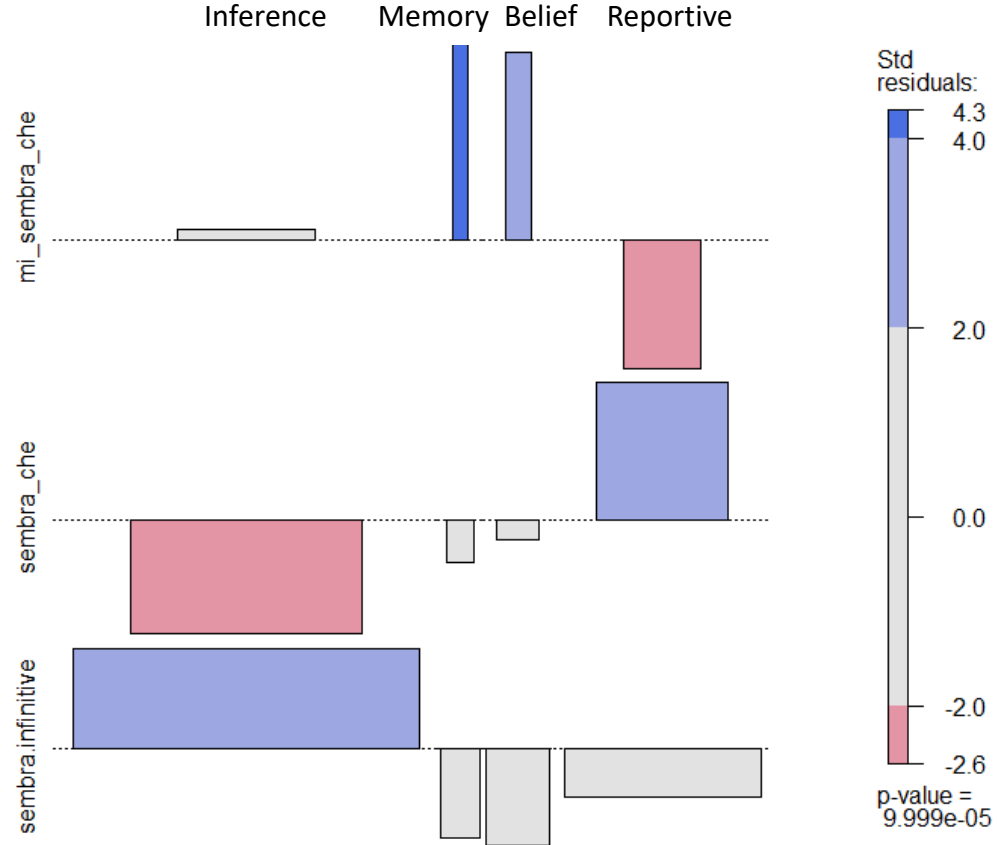 Inference Memory Belief Reportive
mi_sembra_che
sembra_che
sembra.infinitive
Std
residuals:
4.3
4.0
2.0
0.0
-2.0
-2.6
p-value =
9.999e-05